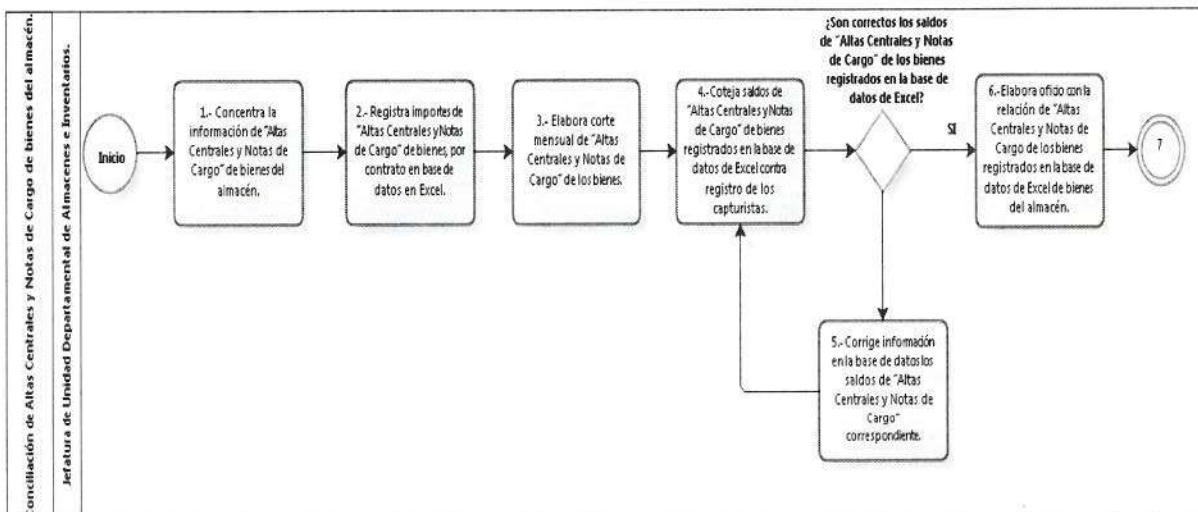 Conciliación de Altas Centrales y Notas de Cargo de bienes del almacén.
Jefatura de Unidad Departamental de Almacenes e Inventarios.
Inicio
1.- Concentra la
información de "Altas
Centrales y Notas de
Cargo" de bienes del
almacén.
2.- Registra importes de
"Altas Centrales y Notas
de Cargo" de bienes, por
contrato en base de
datos en Excel.
3.- Elabora corte
mensual de "Altas
Centrales y Notas de
Cargo" de los bienes.
4.-Coteja saldos de
"Altas Centrales y Notas
de Cargo" de bienes
registrados en la base de
datos de Excel contra
registro de los
capturistas.
¿Son correctos los saldos
de "Altas Centrales y Notas
de Cargo" de los bienes
registrados en la base de
datos de Excel?
SI
6.-Elabora oficio con la
relación de "Altas
Centrales y Notas de
Cargo de los bienes
registrados en la base de
datos de Excel de bienes
del almacén.
7
5.- Corrige información
en la base de datos los
saldos de "Altas
Centrales y Notas de
Cargo"
correspondiente.